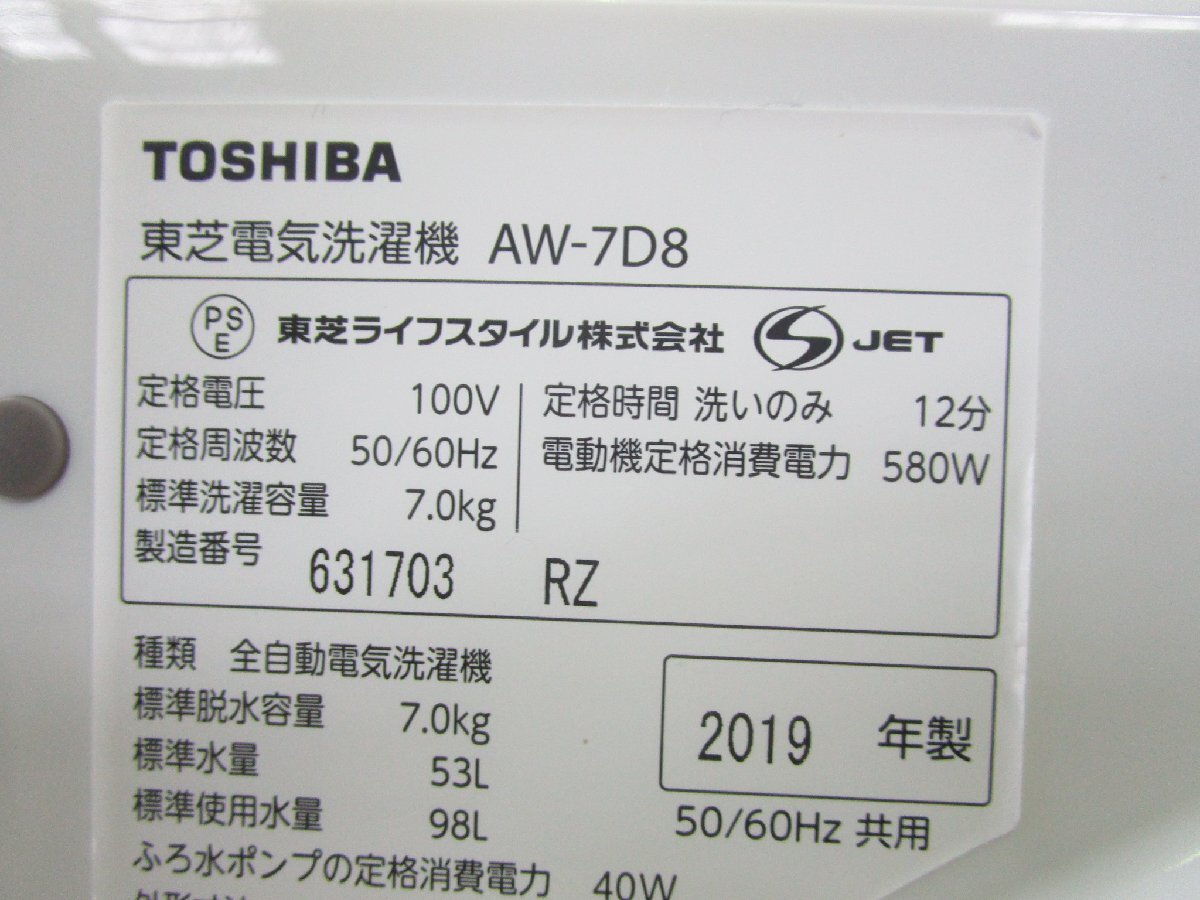 TOSHIBA
東芝電気洗濯機 AW-7D8
PSE 東芝ライフスタイル株式会社 S JET
定格電圧 100V
定格周波数 50/60Hz
標準洗濯容量 7.0kg
定格時間 洗いのみ 12分
電動機定格消費電力 580W
製造番号 631703 RZ
種類 全自動電気洗濯機
標準脱水容量 7.0kg
標準水量 53L
標準使用水量 98L
ふろ水ポンプの定格消費電力 40W
2019 年製
50/60Hz 共用